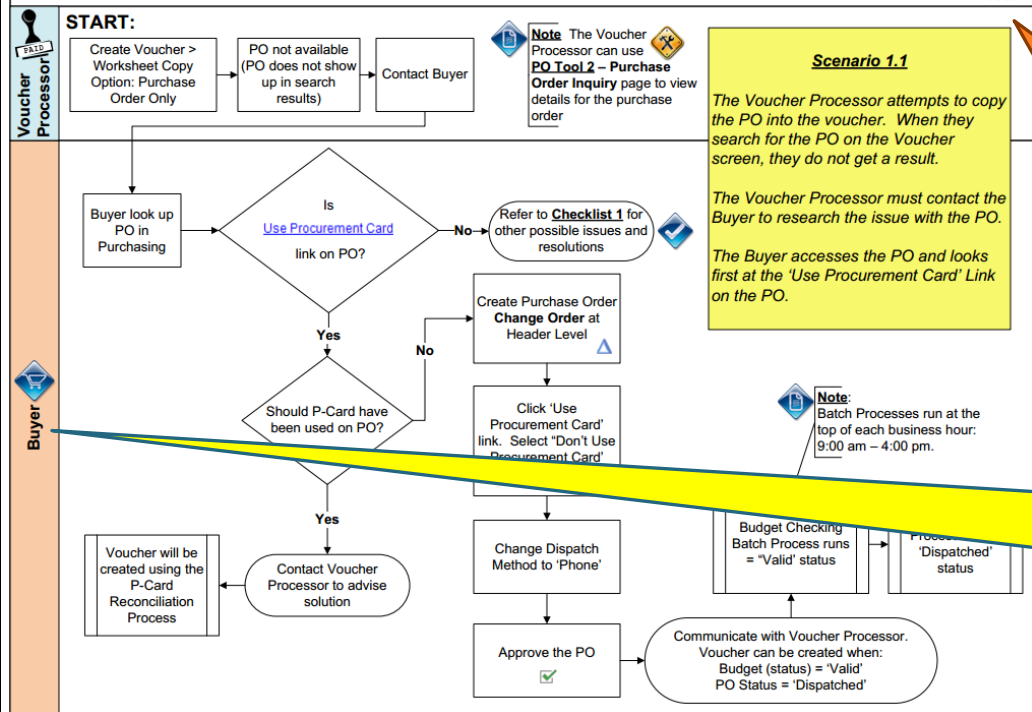 START:
PAID
Voucher
Processor
Create Voucher >
Worksheet Copy
Option: Purchase
Order Only
PO not available
(PO does not show
up in search
results)
Contact Buyer
Note The Voucher
Processor can use
PO Tool 2 – Purchase
Order Inquiry page to view
details for the purchase
order
Scenario 1.1
The Voucher Processor attempts to copy
the PO into the voucher. When they
search for the PO on the Voucher
screen, they do not get a result.
The Voucher Processor must contact the
Buyer to research the issue with the PO.
The Buyer accesses the PO and looks
first at the ‘Use Procurement Card’ Link
on the PO.
Buyer
Buyer look up
PO in
Purchasing
Is
Use Procurement Card
link on PO?
No
Refer to Checklist 1 for
other possible issues and
resolutions
Yes
Should P-Card have
been used on PO?
No
Create Purchase Order
Change Order at
Header Level
Click ‘Use
Procurement Card’
link. Select “Don’t Use
Procurement Card’
Note:
Batch Processes run at the
top of each business hour:
9:00 am – 4:00 pm.
Yes
Contact Voucher
Processor to advise
solution
Voucher will be
created using the
P-Card
Reconciliation
Process
Change Dispatch
Method to ‘Phone’
Approve the PO
Communicate with Voucher Processor.
Voucher can be created when:
Budget (status) = ‘Valid’
PO Status = ‘Dispatched’
Budget Checking
Batch Process runs
= “Valid’ status
‘Dispatched’
status